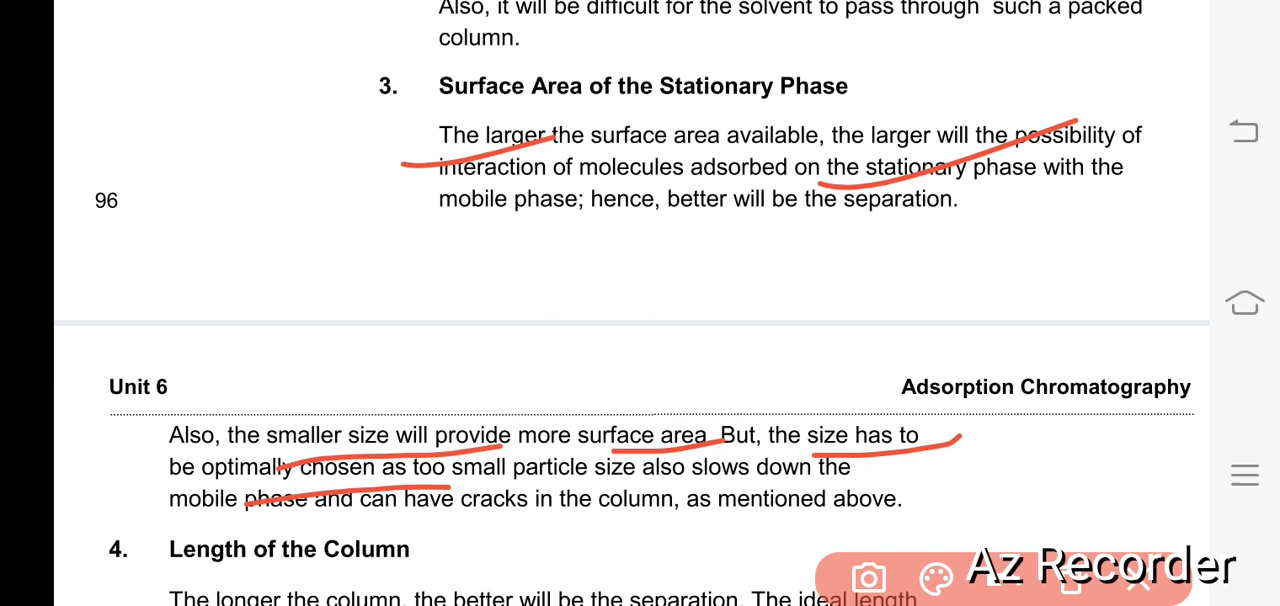 Also, it will be difficult for the solvent to pass through such a packed
column.
3. Surface Area of the Stationary Phase
The larger the surface area available, the larger will the possibility of
interaction of molecules adsorbed on the stationary phase with the
mobile phase; hence, better will be the separation.
96
Unit 6 Adsorption Chromatography
Also, the smaller size will provide more surface area. But, the size has to
be optimally chosen as too small particle size also slows down the
mobile phase and can have cracks in the column, as mentioned above.
4. Length of the Column
The longer the column, the better will be the separation. The ideal length
Az Recorder